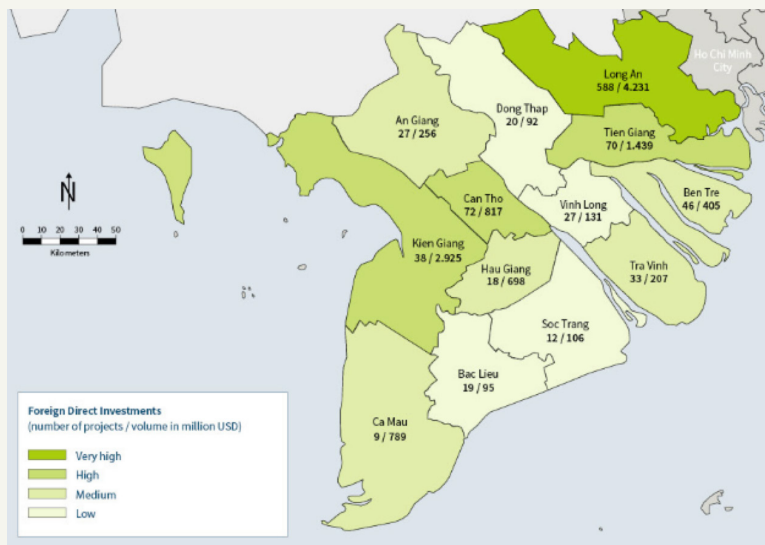 Ho Chi Minh
City
Long An
588 / 4.231
An Giang
27 / 256
Dong Thap
20 / 92
Tien Giang
70 / 1.439
Can Tho
72 / 817
Vinh Long
27 / 131
Ben Tre
46 / 405
Kien Giang
38 / 2.925
Hau Giang
18 / 698
Tra Vinh
33 / 207
Soc Trang
12 / 106
Bac Lieu
19 / 95
Ca Mau
9 / 789
N
0 10 20 30 40 50
Kilometers
Foreign Direct Investments
(number of projects / volume in million USD)
Very high
High
Medium
Low